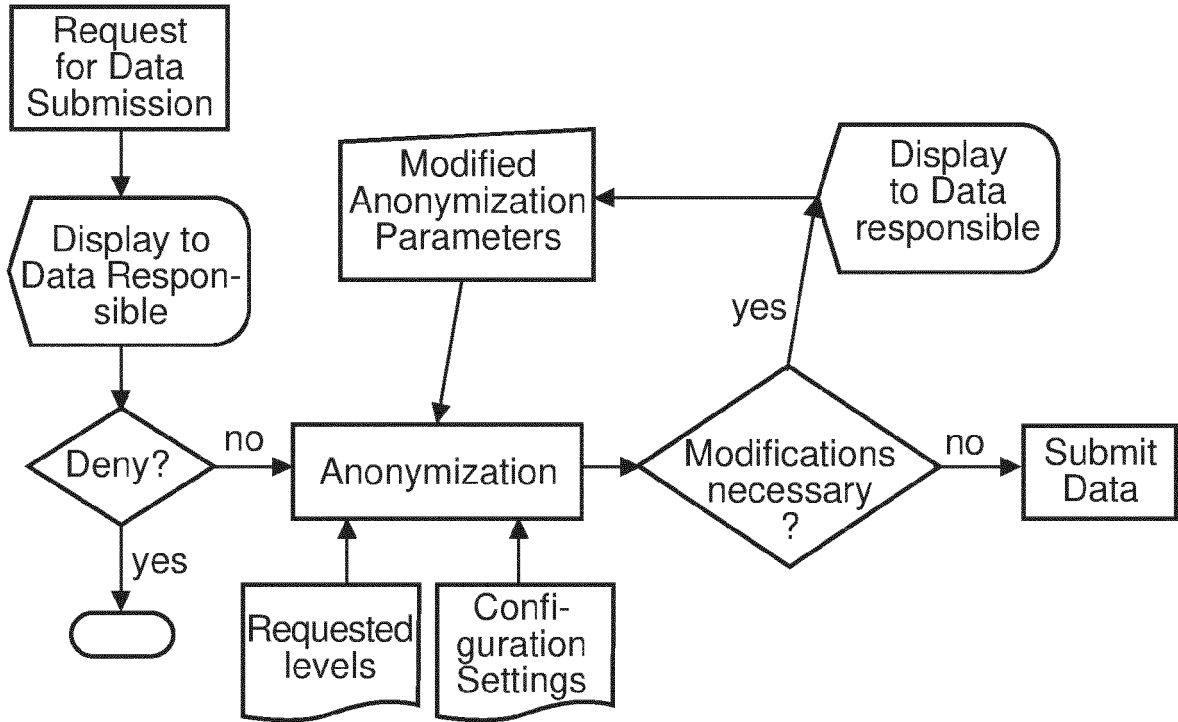 Request
for Data
Submission
Display to
Data Respon-
sible
Deny?
no
yes
Modified
Anonymization
Parameters
Display
to Data
responsible
yes
Anonymization
Modifications
necessary
?
no
Submit
Data
Requested
levels
Confi-
guration
Settings